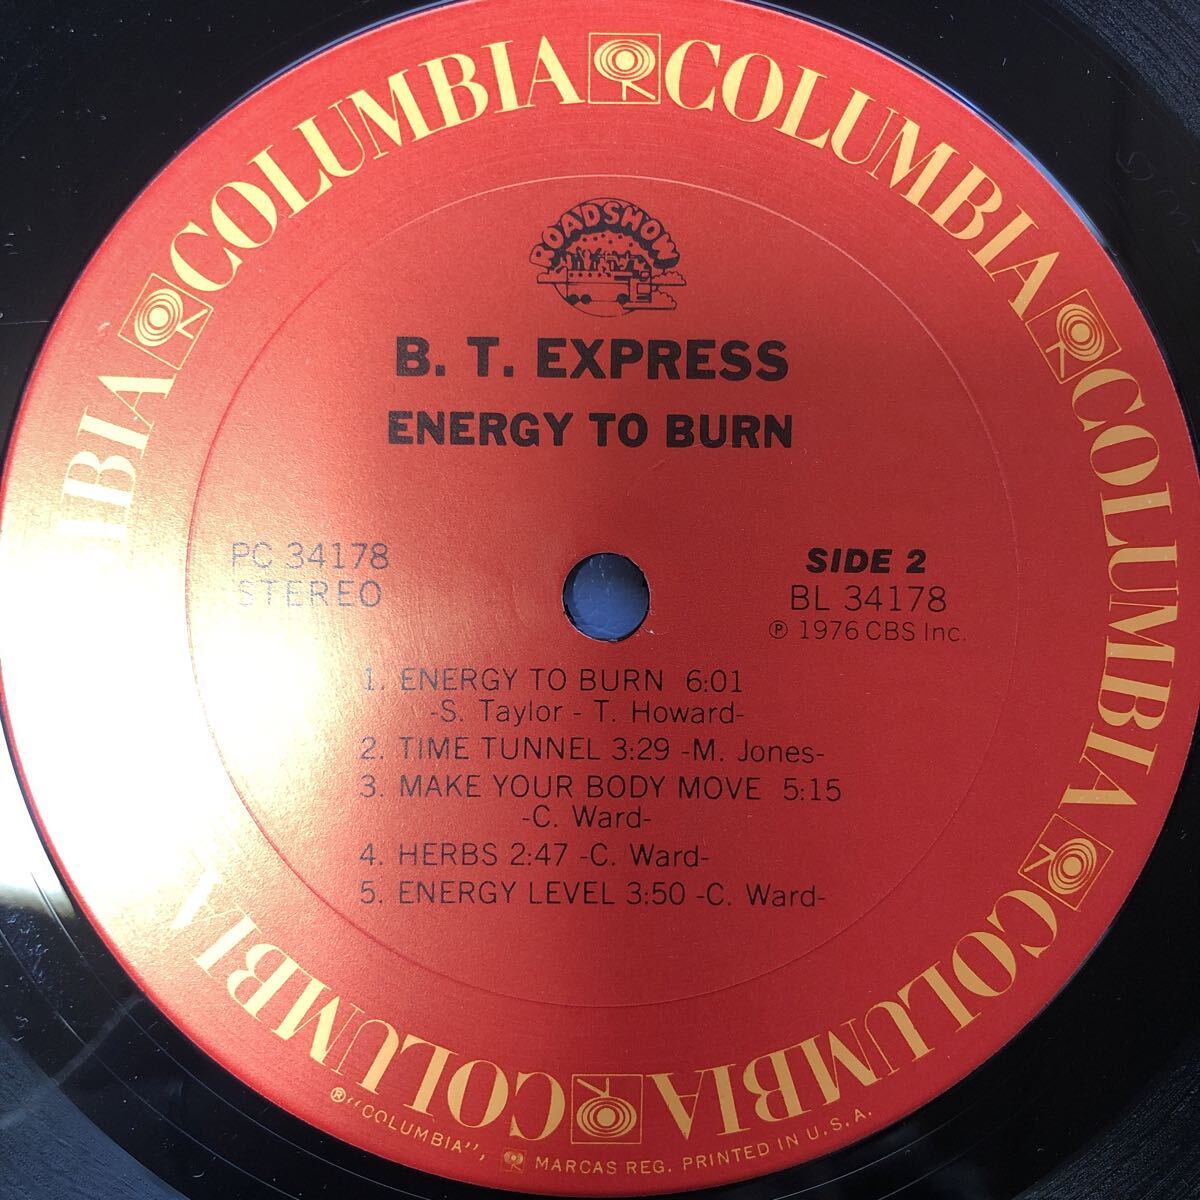 COLUMBIA COLUMBIA COLUMBIA COLUMBIA COLUMBIA COLUMBIA
ROADSHOW
B. T. EXPRESS
ENERGY TO BURN
PC 34178
STEREO
SIDE 2
BL 34178
℗ 1976 CBS Inc.
1. ENERGY TO BURN 6:01
-S. Taylor - T. Howard-
2. TIME TUNNEL 3:29 -M. Jones-
3. MAKE YOUR BODY MOVE 5:15
-C. Ward-
4. HERBS 2:47 -C. Ward-
5. ENERGY LEVEL 3:50 -C. Ward-
®"COLUMBIA", MARCAS REG. PRINTED IN U.S.A.